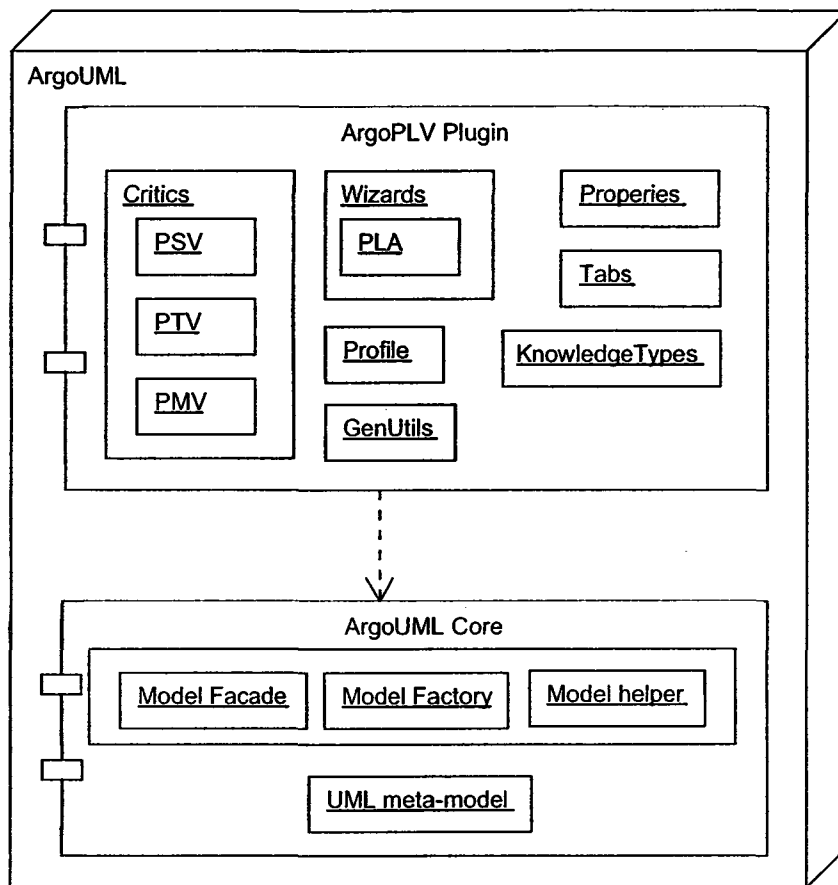 ArgoUML
ArgoPLV Plugin
Critics
PSV
PTV
PMV
Wizards
PLA
Profile
GenUtils
Properies
Tabs
KnowledgeTypes
ArgoUML Core
Model Facade
Model Factory
Model helper
UML meta-model